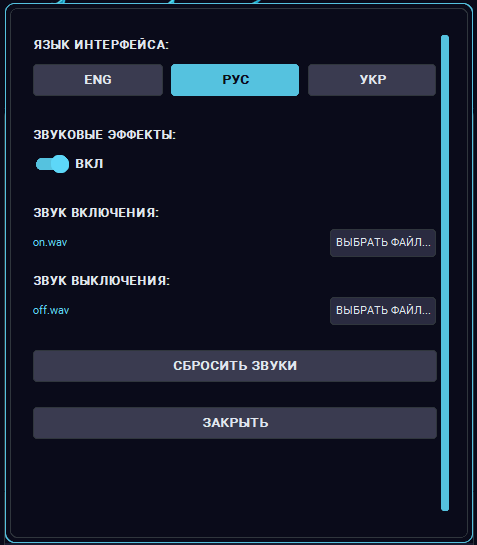 ЯЗЫК ИНТЕРФЕЙСА:
ENG РУС УКР
ЗВУКОВЫЕ ЭФФЕКТЫ:
ВКЛ
ЗВУК ВКЛЮЧЕНИЯ:
on.wav ВЫБРАТЬ ФАЙЛ...
ЗВУК ВЫКЛЮЧЕНИЯ:
off.wav ВЫБРАТЬ ФАЙЛ...
СБРОСИТЬ ЗВУКИ
ЗАКРЫТЬ